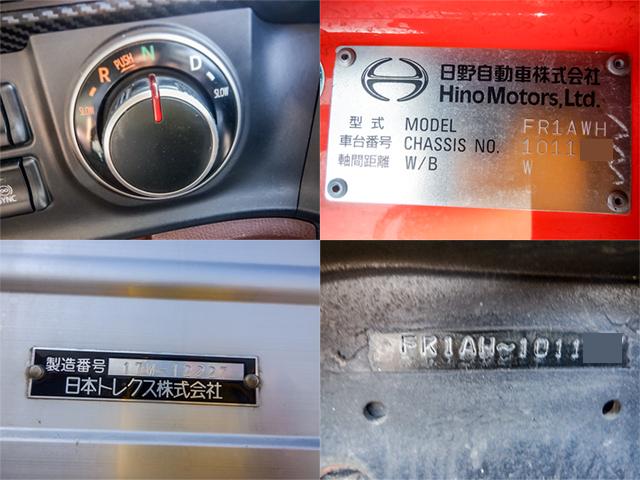 R PUSH N D
SLOW SLOW
SYNC
日野自動車株式会社
Hino Motors, Ltd.
型式 MODEL FR1AWH
車台番号 CHASSIS NO. 1011
軸間距離 W/B W
製造番号
日本トレクス株式会社
FR1AW~1011